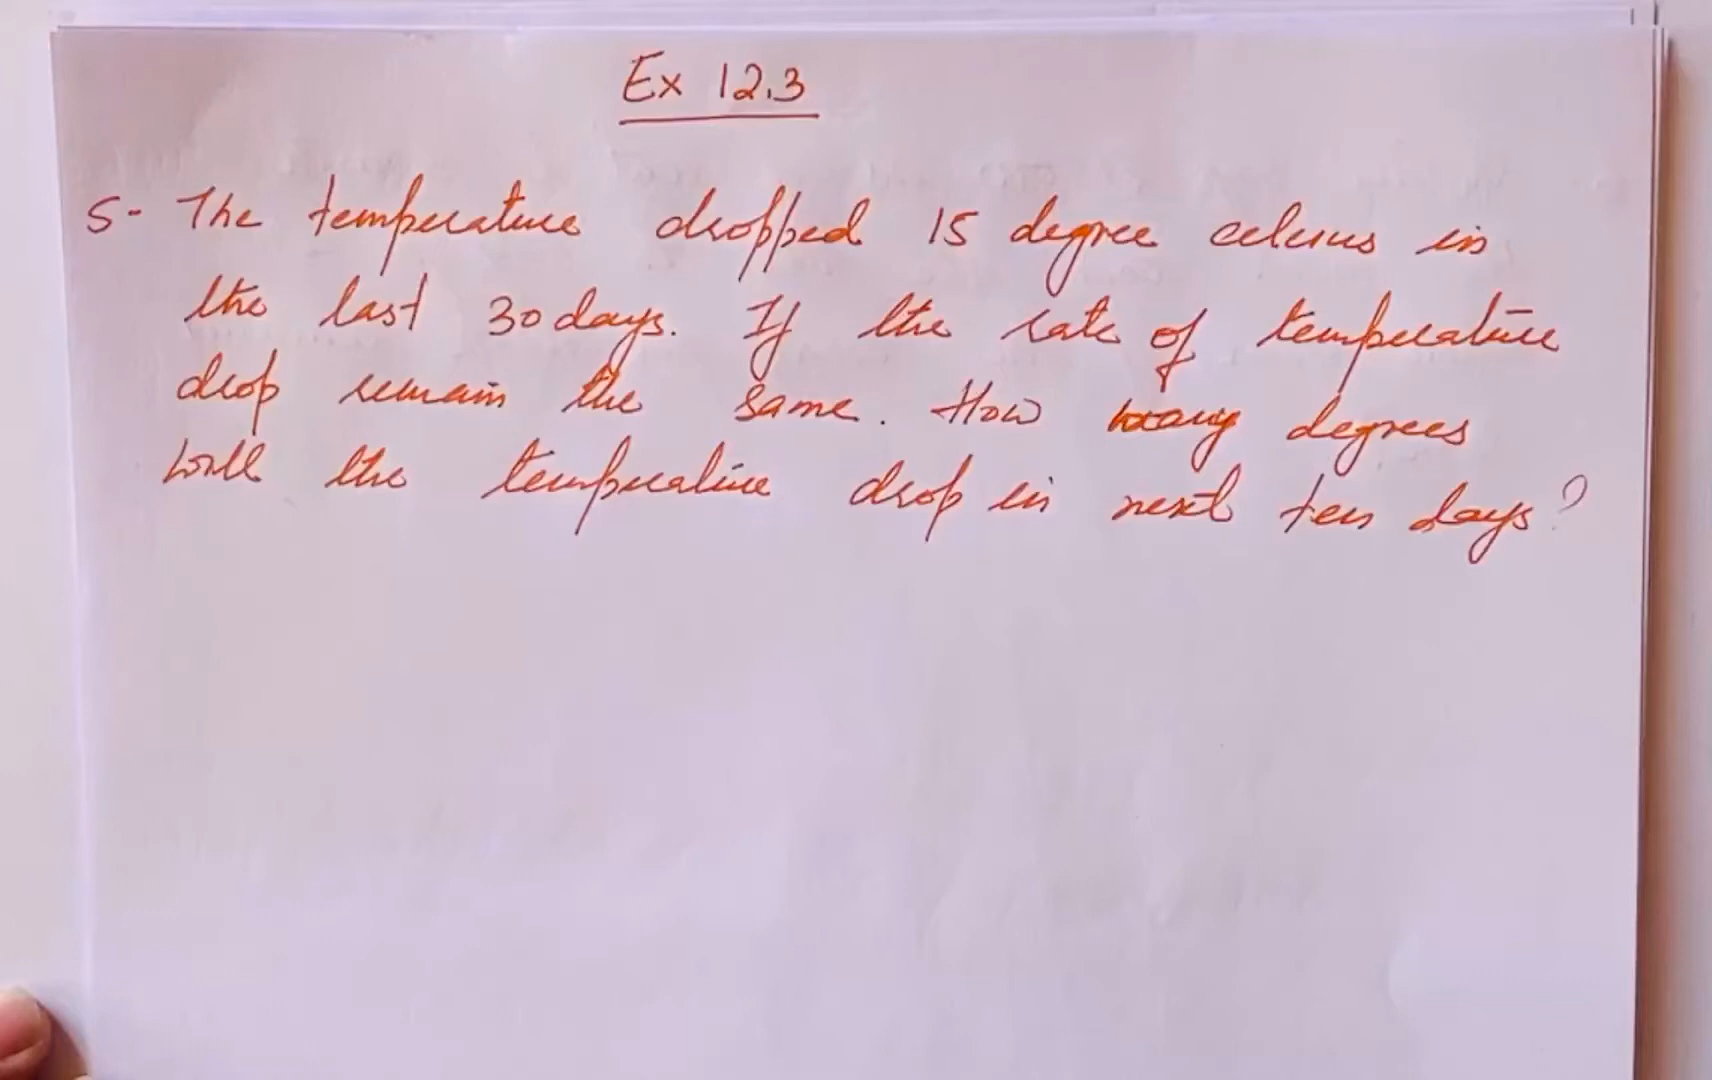 Ex 12.3
5- The temperature dropped 15 degree celcius in
the last 30 days. If the rate of temperature
drop remain the same. How many degrees
will the temperature drop in next ten days?